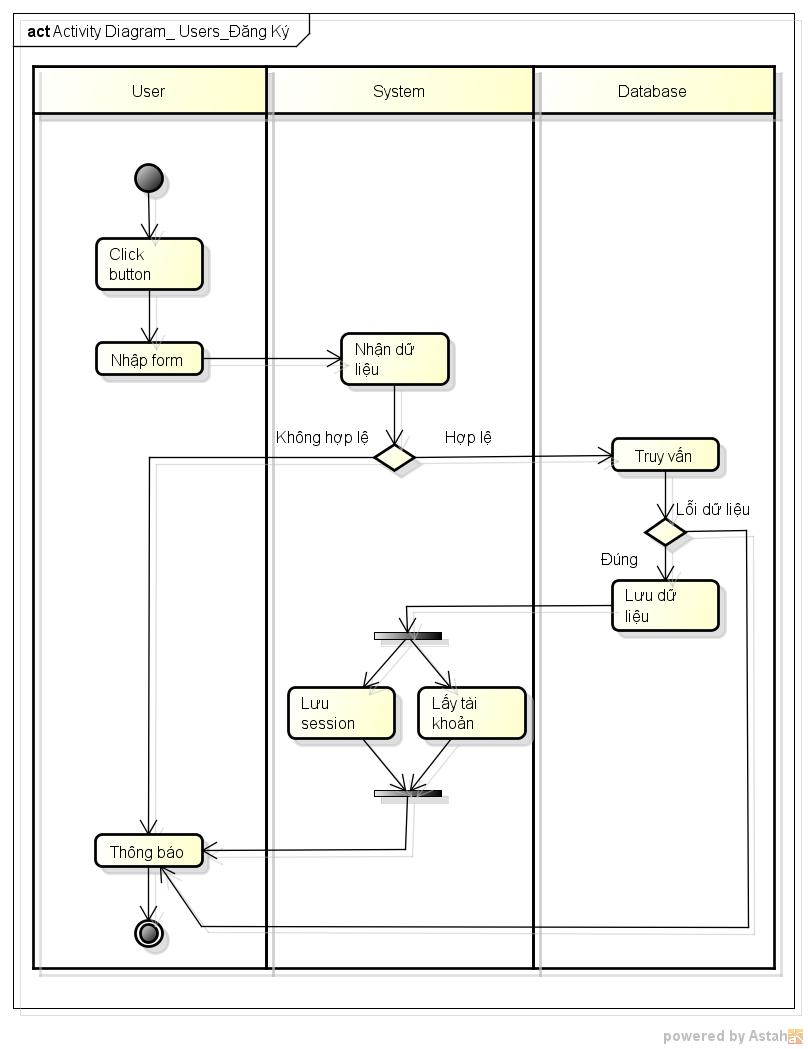 act Activity Diagram_ Users_Đăng Ký
User
System
Database
Click
button
Nhập form
Nhận dữ
liệu
Không hợp lệ
Hợp lệ
Truy vấn
Lỗi dữ liệu
Đúng
Lưu dữ
liệu
Lưu
session
Lấy tài
khoản
Thông báo
powered by Astah